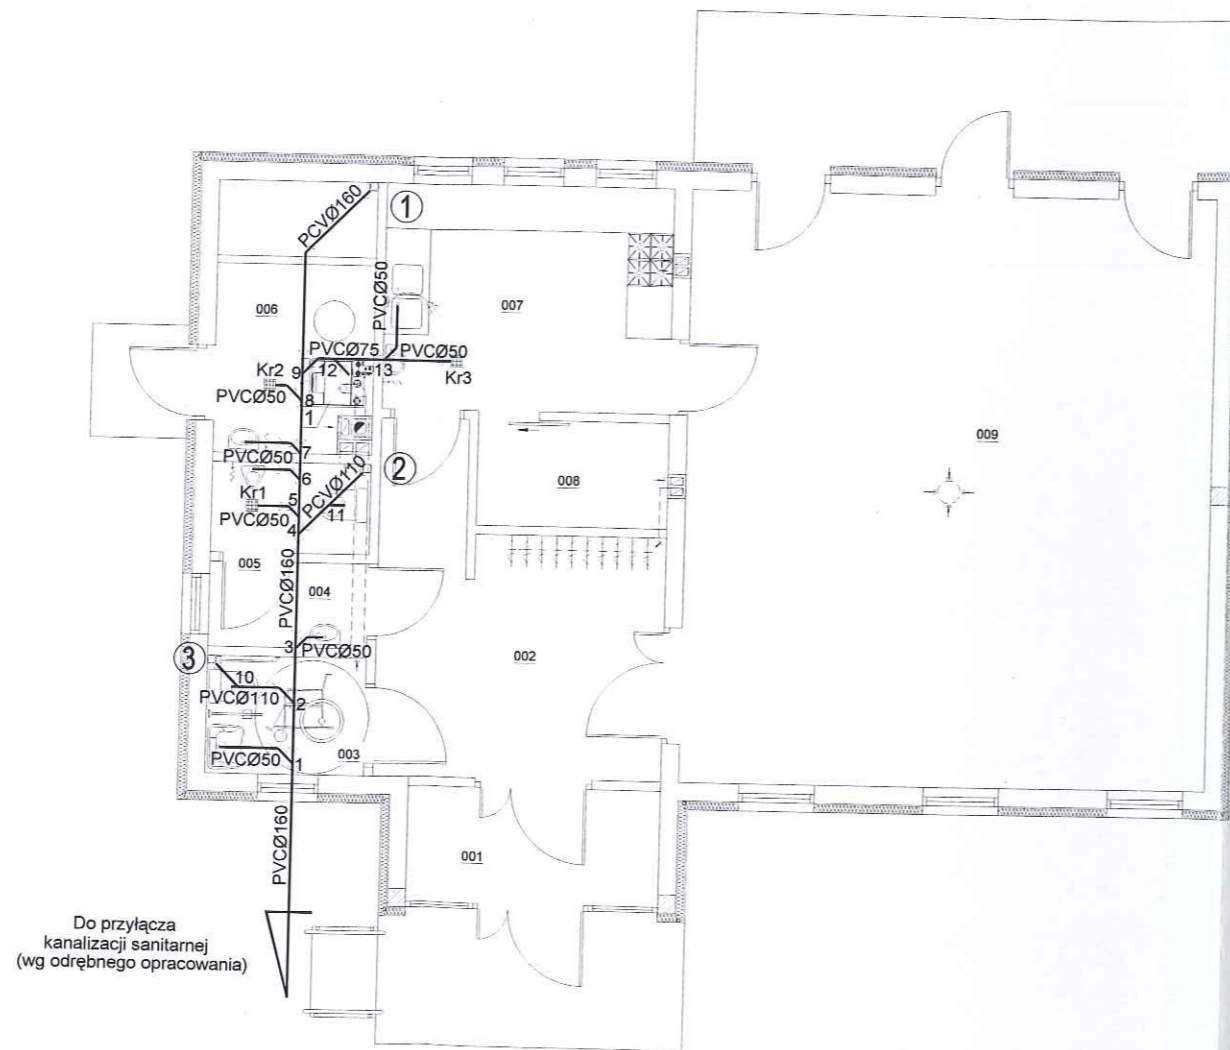 PCVØ160
1
PVCØ50
006
007
PVCØ75
PVCØ50
Kr2
9
12
13
Kr3
PVCØ50
8
1
009
7
PVCØ50
2
6
PCVØ110
008
Kr1
5
PVCØ50
11
4
005
004
PVCØ160
3
PVCØ50
002
3
10
PVCØ110
2
PVCØ50
003
1
PVCØ160
001
Do przyłącza
kanalizacji sanitarnej
(wg odrębnego opracowania)